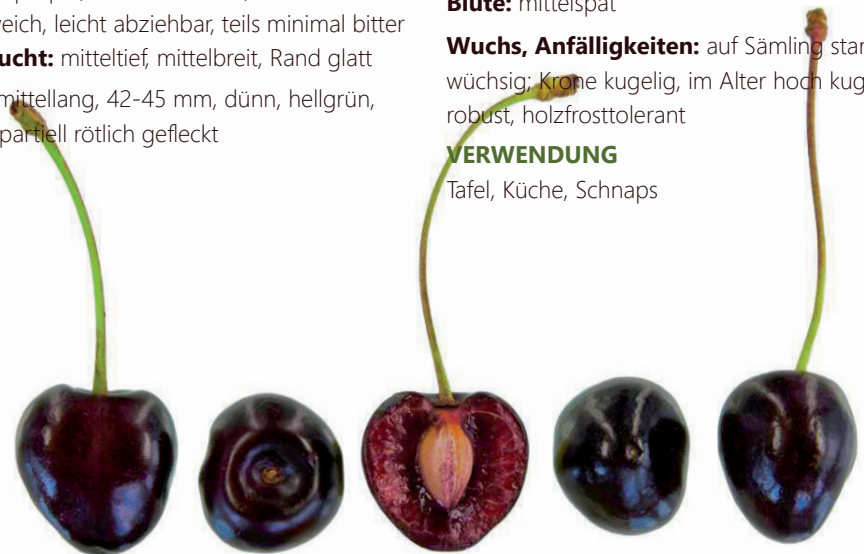 weich, leicht abziehbar, teils minimal bitter
ucht: mitteltief, mittelbreit, Rand glatt
mittellang, 42-45 mm, dünn, hellgrün,
partiell rötlich gefleckt
Blüte: mittelspät
Wuchs, Anfälligkeiten: auf Sämling star
wüchsig; Krone kugelig, im Alter hoch kug
robust, holzfrosttolerant
VERWENDUNG
Tafel, Küche, Schnaps